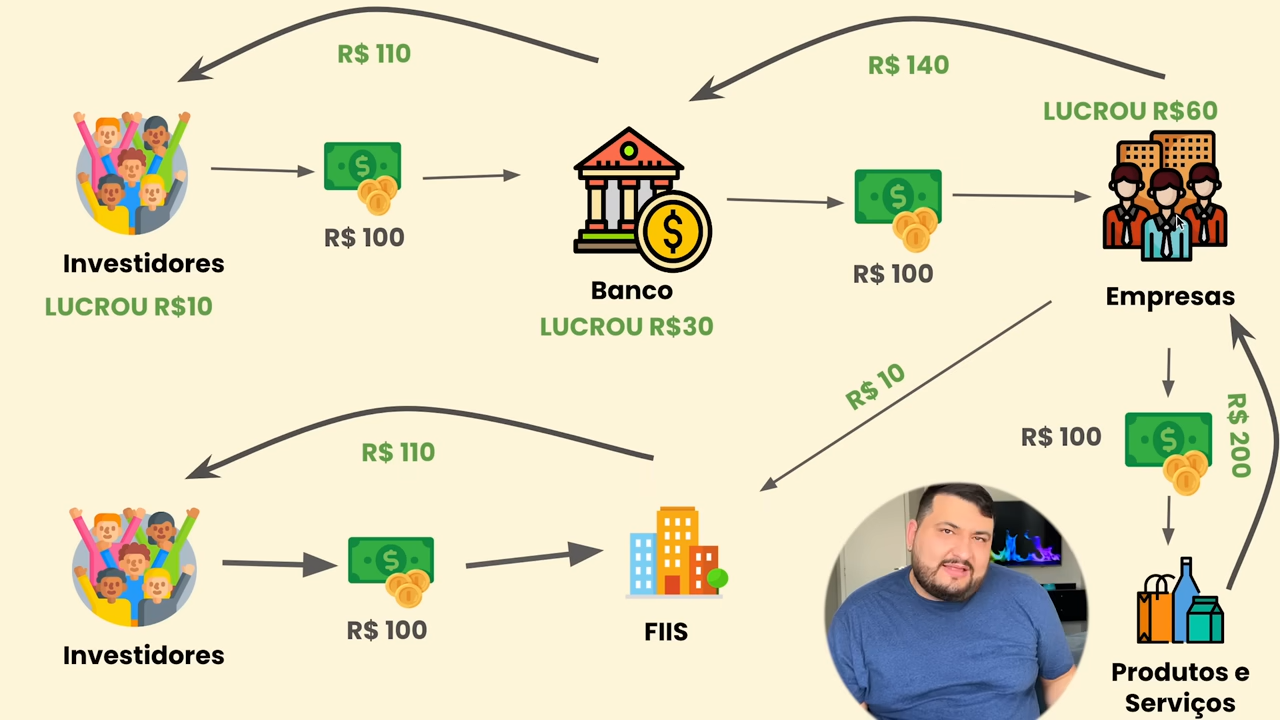 R$ 110
R$ 140
LUCROU R$60
R$ 100
R$ 100
Investidores
Banco
Empresas
LUCROU R$10
LUCROU R$30
R$ 10
R$ 110
R$ 100
R$ 200
R$ 100
FIIS
Investidores
Produtos e
Serviços